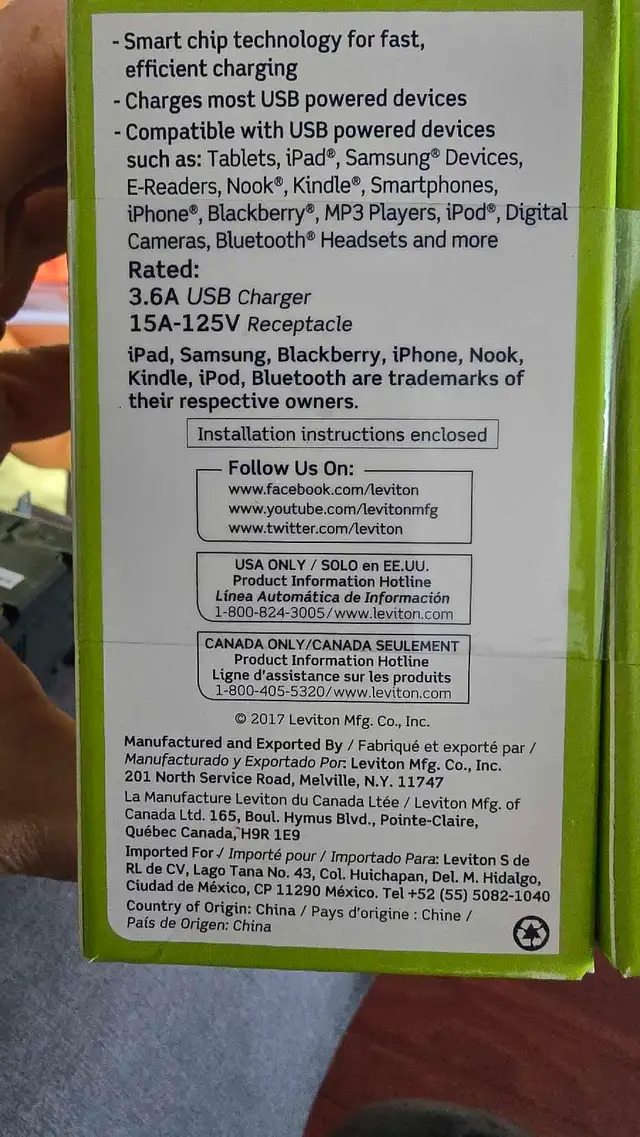 - Smart chip technology for fast,
efficient charging
- Charges most USB powered devices
- Compatible with USB powered devices
such as: Tablets, iPad®, Samsung® Devices,
E-Readers, Nook®, Kindle®, Smartphones,
iPhone®, Blackberry®, MP3 Players, iPod®, Digital
Cameras, Bluetooth® Headsets and more
Rated:
3.6A USB Charger
15A-125V Receptacle
iPad, Samsung, Blackberry, iPhone, Nook,
Kindle, iPod, Bluetooth are trademarks of
their respective owners.
Installation instructions enclosed
Follow Us On:
www.facebook.com/leviton
www.youtube.com/levitonmfg
www.twitter.com/leviton
USA ONLY / SOLO en EE.UU.
Product Information Hotline
Línea Automática de Información
1-800-824-3005/www.leviton.com
CANADA ONLY/CANADA SEULEMENT
Product Information Hotline
Ligne d'assistance sur les produits
1-800-405-5320/www.leviton.com
© 2017 Leviton Mfg. Co., Inc.
Manufactured and Exported By / Fabriqué et exporté par /
Manufacturado y Exportado Por: Leviton Mfg. Co., Inc.
201 North Service Road, Melville, N.Y. 11747
La Manufacture Leviton du Canada Ltée / Leviton Mfg. of
Canada Ltd. 165, Boul. Hymus Blvd., Pointe-Claire,
Québec Canada, H9R 1E9
Imported For / Importé pour / Importado Para: Leviton S de
RL de CV, Lago Tana No. 43, Col. Huichapan, Del. M. Hidalgo,
Ciudad de México, CP 11290 México. Tel +52 (55) 5082-1040
Country of Origin: China / Pays d'origine : Chine /
País de Origen: China